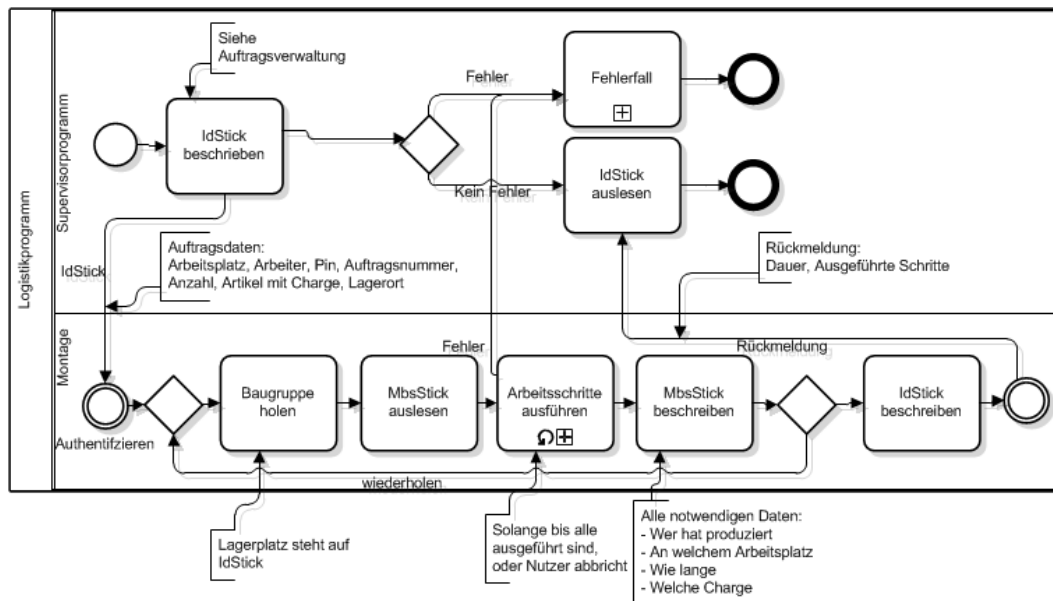 Logistikprogramm
Supervisorprogramm
Siehe
Auftragsverwaltung
IdStick
beschrieben
Fehler
Fehlerfall
Kein Fehler
IdStick
auslesen
IdStick
Auftragsdaten:
Arbeitsplatz, Arbeiter, Pin, Auftragsnummer,
Anzahl, Artikel mit Charge, Lagerort
Rückmeldung:
Dauer, Ausgeführte Schritte
Montage
Fehler
Rückmeldung
Authentifzieren
Baugruppe
holen
MbsStick
auslesen
Arbeitsschritte
ausführen
MbsStick
beschreiben
IdStick
beschreiben
wiederholen
Lagerplatz steht auf
IdStick
Solange bis alle
ausgeführt sind,
oder Nutzer abbricht
Alle notwendigen Daten:
- Wer hat produziert
- An welchem Arbeitsplatz
- Wie lange
- Welche Charge